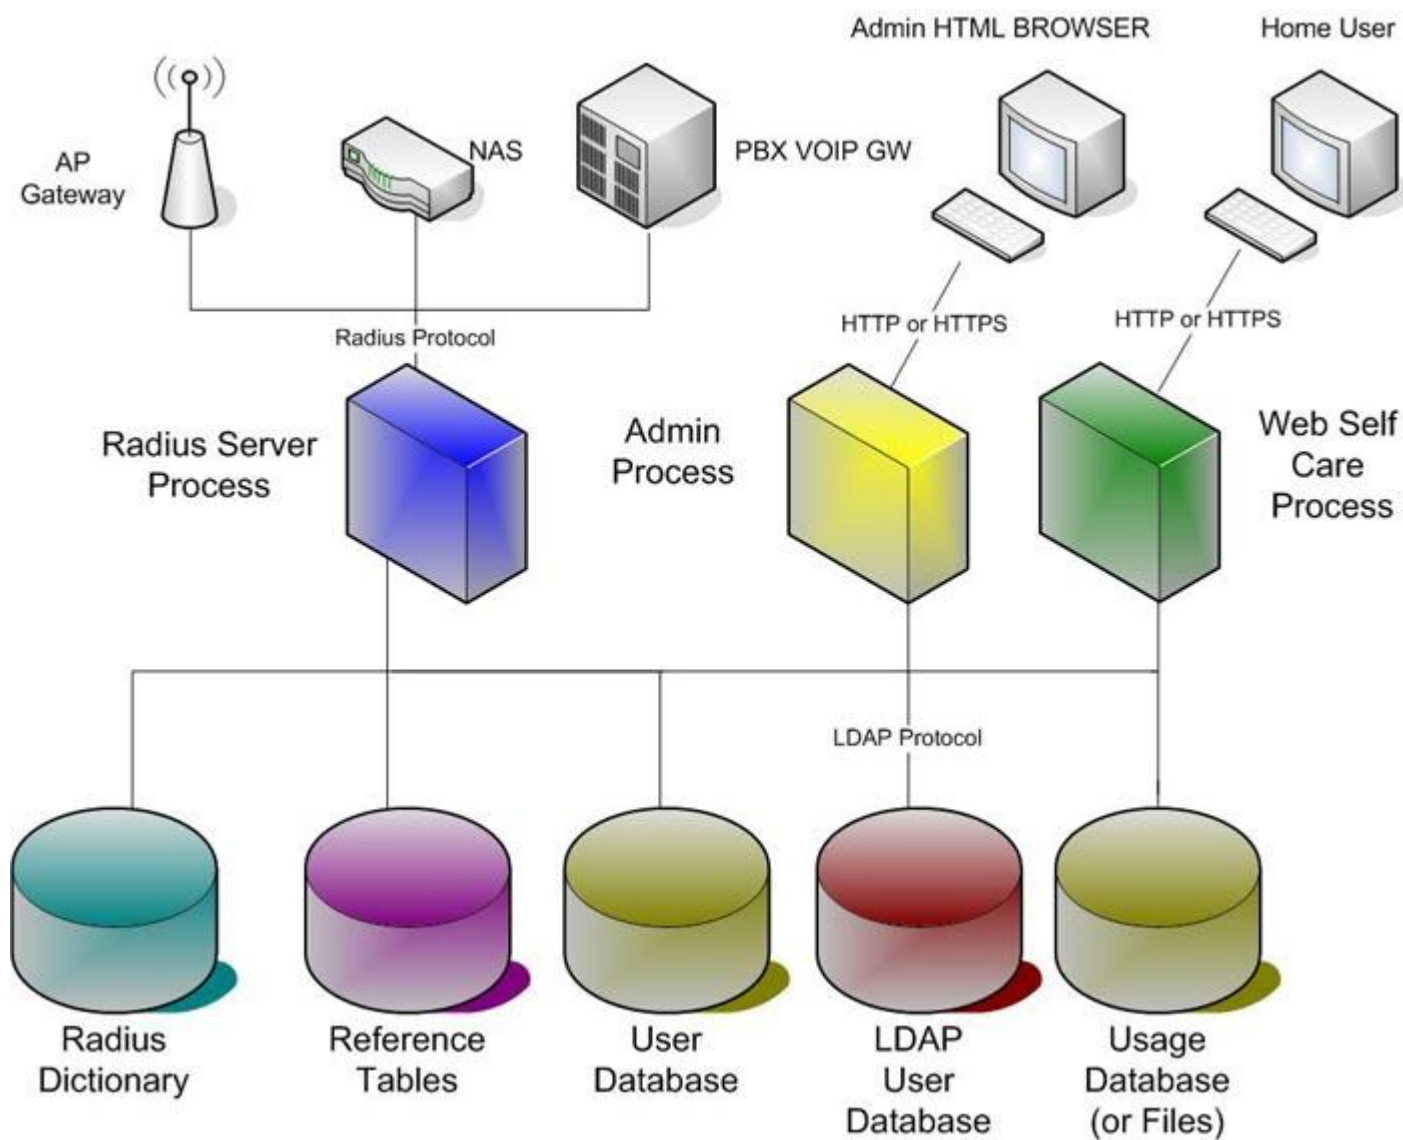 Admin HTML BROWSER
Home User
AP
Gateway
NAS
PBX VOIP GW
Radius Protocol
HTTP or HTTPS
HTTP or HTTPS
Radius Server
Process
Admin
Process
Web Self
Care
Process
LDAP Protocol
Radius
Dictionary
Reference
Tables
User
Database
LDAP
User
Database
Usage
Database
(or Files)